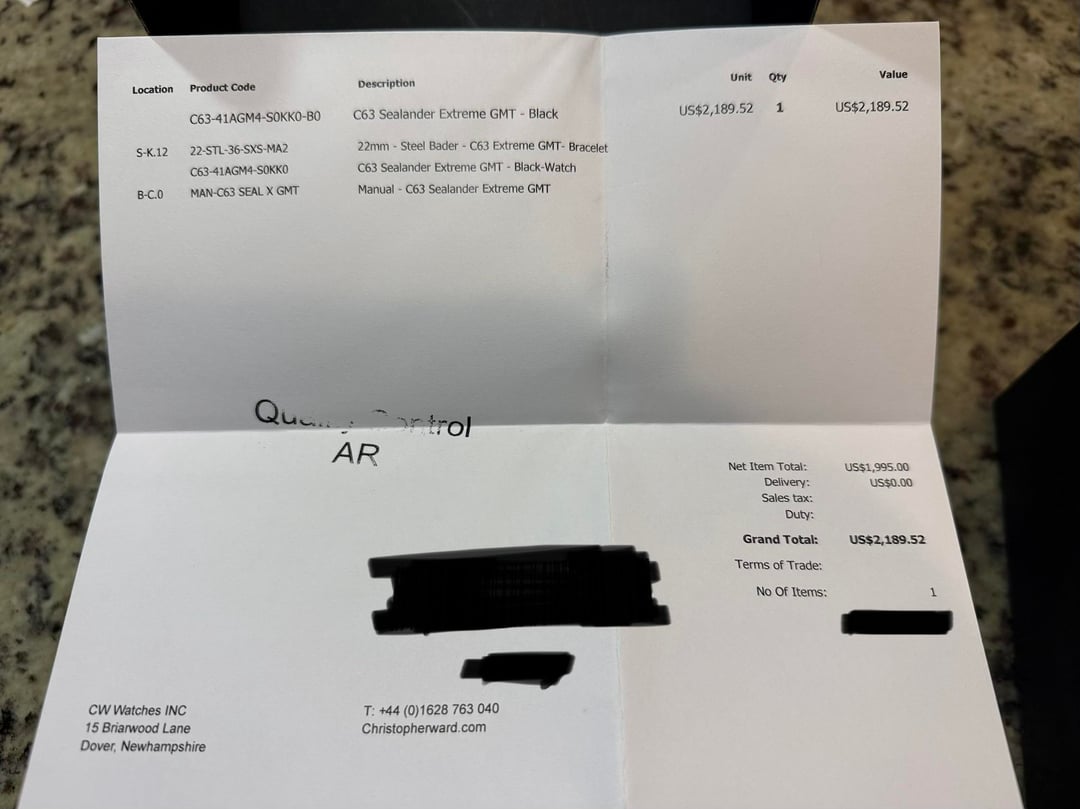 Location Product Code Description Unit Qty Value
C63-41AGM4-S0KK0-B0 C63 Sealander Extreme GMT - Black US$2,189.52 1 US$2,189.52
S-K.12 22-STL-36-SXS-MA2 22mm - Steel Bader - C63 Extreme GMT- Bracelet
C63-41AGM4-S0KK0 C63 Sealander Extreme GMT - Black-Watch
B-C.0 MAN-C63 SEAL X GMT Manual - C63 Sealander Extreme GMT
AR
Net Item Total: US$1,995.00
Delivery: US$0.00
Sales tax:
Duty:
Grand Total: US$2,189.52
Terms of Trade:
No Of Items: 1
CW Watches INC T: +44 (0)1628 763 040
15 Briarwood Lane Christopherward.com
Dover, Newhampshire